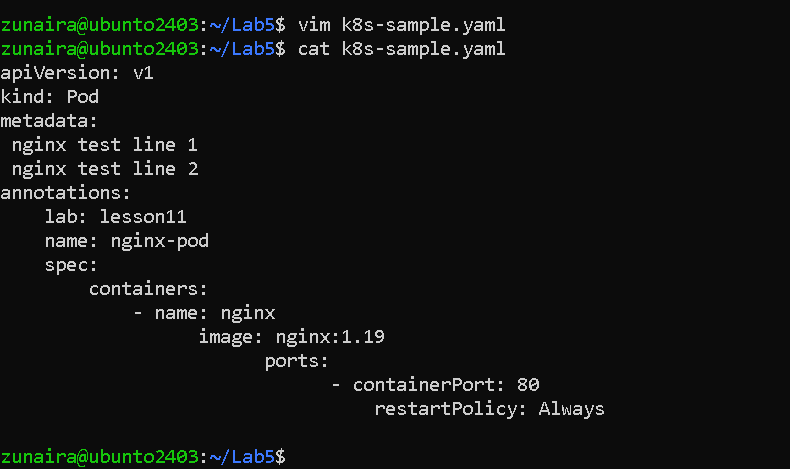 zunaira@ubunto2403:~/Lab5$ vim k8s-sample.yaml
zunaira@ubunto2403:~/Lab5$ cat k8s-sample.yaml
apiVersion: v1
kind: Pod
metadata:
 nginx test line 1
 nginx test line 2
annotations:
    lab: lesson11
    name: nginx-pod
    spec:
        containers:
            - name: nginx
                  image: nginx:1.19
                        ports:
                              - containerPort: 80
                                  restartPolicy: Always
zunaira@ubunto2403:~/Lab5$